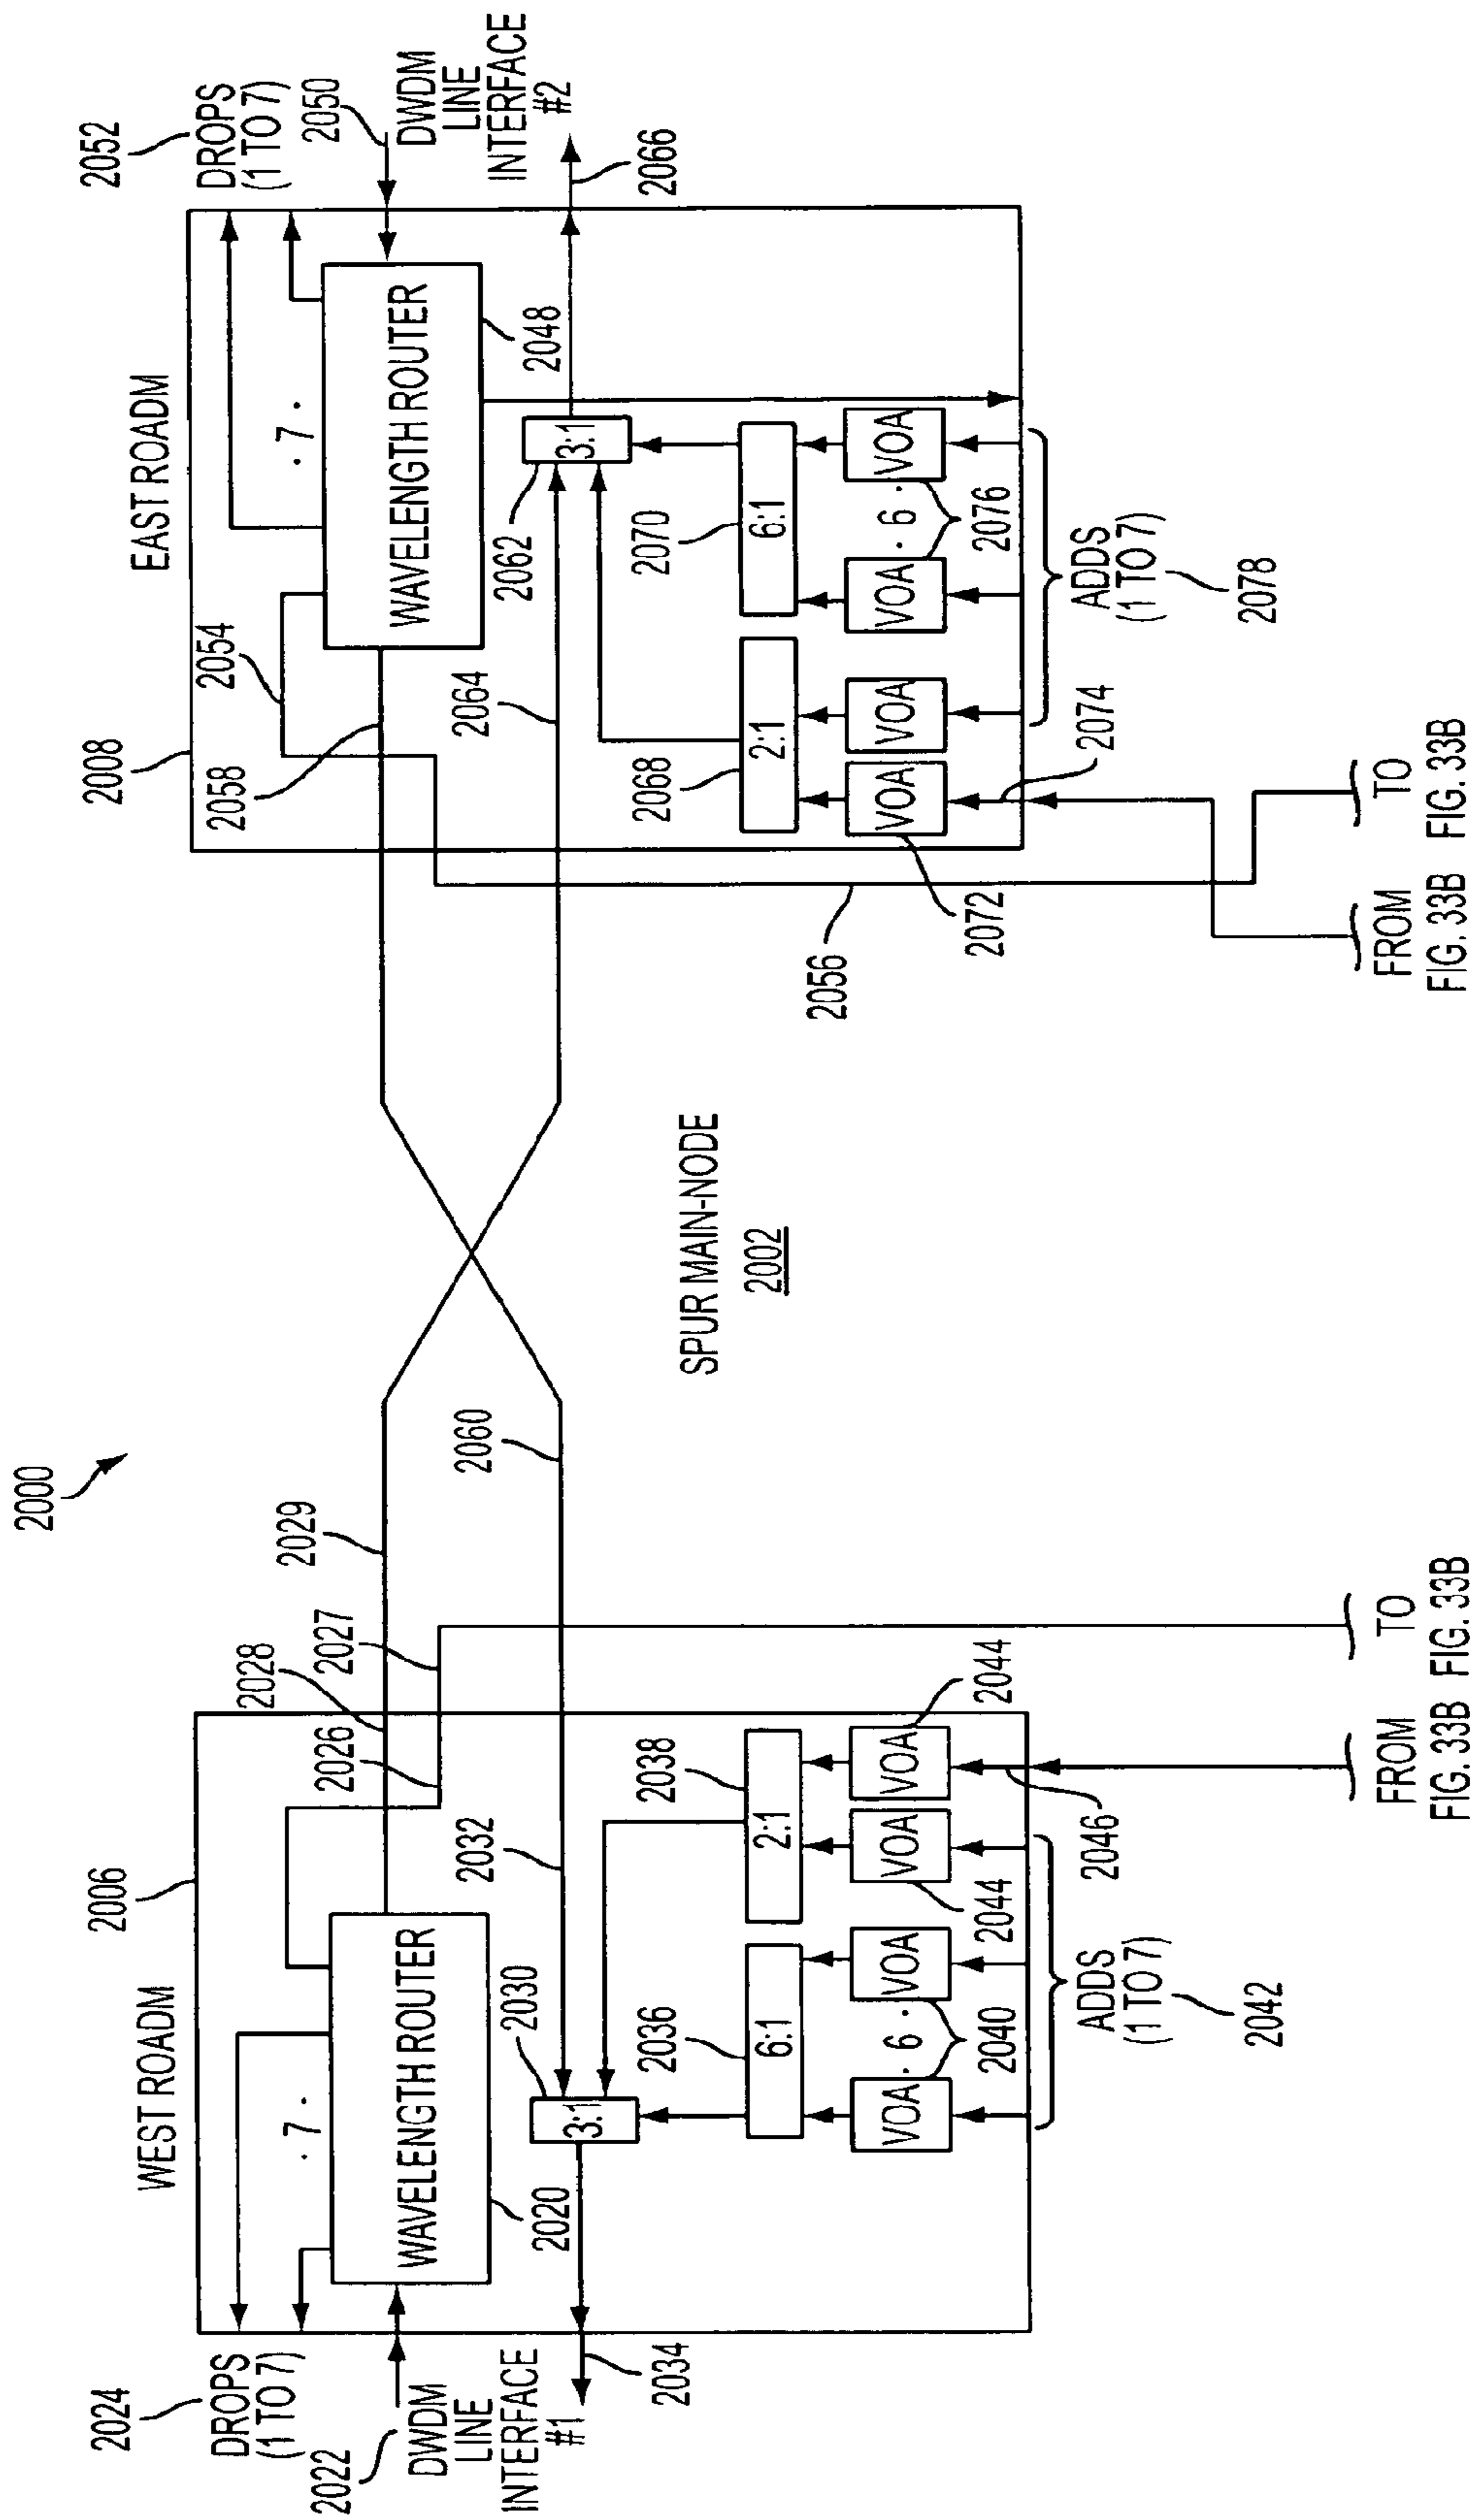 2000
WEST ROADM
2006
2024
DROPS
(1 TO 7)
2022
DWDM
LINE
INTERFACE
#1
2034
. 7 .
WAVELENGTH ROUTER
2020
2026
2028
2027
2029
2030
3:1
2032
2060
2036
6:1
2038
2:1
VOA
. 6 .
VOA
VOA
VOA
2040
2044
2044
2046
ADDS
(1 TO 7)
2042
FROM
FIG. 33B
TO
FIG. 33B
SPUR MAIN-NODE
2002
EAST ROADM
2008
2052
DROPS
(1 TO 7)
2050
DWDM
LINE
INTERFACE
#2
2066
2054
2058
. 7 .
WAVELENGTH ROUTER
2048
2064
2062
3:1
2068
2:1
2070
6:1
VOA
VOA
VOA
. 6 .
VOA
2072
2074
2076
ADDS
(1 TO 7)
2078
2056
FROM
FIG. 33B
TO
FIG. 33B